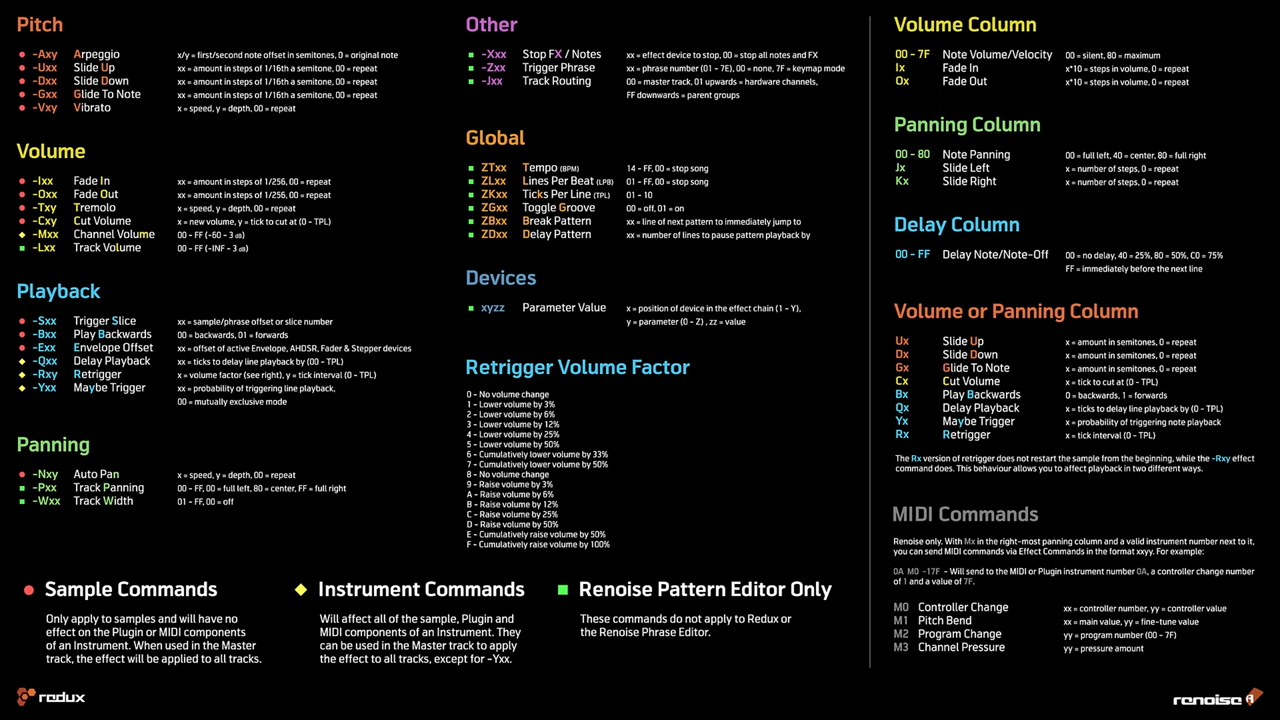 Pitch
-Axy Arpeggio x/y = first/second note offset in semitones, 0 = original note
-Uxx Slide Up xx = amount in steps of 1/16th a semitone, 00 = repeat
-Dxx Slide Down xx = amount in steps of 1/16th a semitone, 00 = repeat
-Gxx Glide To Note xx = amount in steps of 1/16th a semitone, 00 = repeat
-Vxy Vibrato x = speed, y = depth, 00 = repeat
Volume
-Ixx Fade In xx = amount in steps of 1/256, 00 = repeat
-Oxx Fade Out xx = amount in steps of 1/256, 00 = repeat
-Txy Tremolo x = speed, y = depth, 00 = repeat
-Cxy Cut Volume x = new volume, y = tick to cut at (0 - TPL)
-Mxx Channel Volume 00 - FF (-60 - 3 dB)
-Lxx Track Volume 00 - FF (-INF - 3 dB)
Playback
-Sxx Trigger Slice xx = sample/phrase offset or slice number
-Bxx Play Backwards 00 = backwards, 01 = forwards
-Exx Envelope Offset xx = offset of active Envelope, AHDSR, Fader & Stepper devices
-Qxx Delay Playback xx = ticks to delay line playback by (00 - TPL)
-Rxy Retrigger x = volume factor (see right), y = tick interval (0 - TPL)
-Yxx Maybe Trigger xx = probability of triggering line playback,
00 = mutually exclusive mode
Panning
-Nxy Auto Pan x = speed, y = depth, 00 = repeat
-Pxx Track Panning 00 - FF, 00 = full left, 80 = center, FF = full right
-Wxx Track Width 01 - FF, 00 = off
Other
-Xxx Stop FX / Notes xx = effect device to stop, 00 = stop all notes and FX
-Zxx Trigger Phrase xx = phrase number (01 - 7E), 00 = none, 7F = keymap mode
-Jxx Track Routing 00 = master track, 01 upwards = hardware channels,
FF downwards = parent groups
Global
ZTxx Tempo (BPM) 14 - FF, 00 = stop song
ZLxx Lines Per Beat (LPB) 01 - FF, 00 = stop song
ZKxx Ticks Per Line (TPL) 01 - 10
ZGxx Toggle Groove 00 = off, 01 = on
ZBxx Break Pattern xx = line of next pattern to immediately jump to
ZDxx Delay Pattern xx = number of lines to pause pattern playback by
Devices
xyzz Parameter Value x = position of device in the effect chain (1 - Y),
y = parameter (0 - Z) , zz = value
Retrigger Volume Factor
0 - No volume change
1 - Lower volume by 3%
2 - Lower volume by 6%
3 - Lower volume by 12%
4 - Lower volume by 25%
5 - Lower volume by 50%
6 - Cumulatively lower volume by 33%
7 - Cumulatively lower volume by 50%
8 - No volume change
9 - Raise volume by 3%
A - Raise volume by 6%
B - Raise volume by 12%
C - Raise volume by 25%
D - Raise volume by 50%
E - Cumulatively raise volume by 50%
F - Cumulatively raise volume by 100%
Sample Commands
Only apply to samples and will have no
effect on the Plugin or MIDI components
of an Instrument. When used in the Master
track, the effect will be applied to all tracks.
Instrument Commands
Will affect all of the sample, Plugin and
MIDI components of an Instrument. They
can be used in the Master track to apply
the effect to all tracks, except for -Yxx.
Renoise Pattern Editor Only
These commands do not apply to Redux or
the Renoise Phrase Editor.
Volume Column
00 - 7F Note Volume/Velocity 00 = silent, 80 = maximum
Ix Fade In x*10 = steps in volume, 0 = repeat
Ox Fade Out x*10 = steps in volume, 0 = repeat
Panning Column
00 - 80 Note Panning 00 = full left, 40 = center, 80 = full right
Jx Slide Left x = number of steps, 0 = repeat
Kx Slide Right x = number of steps, 0 = repeat
Delay Column
00 - FF Delay Note/Note-Off 00 = no delay, 40 = 25%, 80 = 50%, C0 = 75%
FF = immediately before the next line
Volume or Panning Column
Ux Slide Up x = amount in semitones, 0 = repeat
Dx Slide Down x = amount in semitones, 0 = repeat
Gx Glide To Note x = amount in semitones, 0 = repeat
Cx Cut Volume x = tick to cut at (0 - TPL)
Bx Play Backwards 0 = backwards, 1 = forwards
Qx Delay Playback x = ticks to delay line playback by (0 - TPL)
Yx Maybe Trigger x = probability of triggering note playback
Rx Retrigger x = tick interval (0 - TPL)
The Rx version of retrigger does not restart the sample from the beginning, while the -Rxy effect
command does. This behaviour allows you to affect playback in two different ways.
MIDI Commands
Renoise only. With Mx in the right-most panning column and a valid instrument number next to it,
you can send MIDI commands via Effect Commands in the format xxyy. For example:
0A M0 -17F - Will send to the MIDI or Plugin instrument number 0A, a controller change number
of 1 and a value of 7F.
M0 Controller Change xx = controller number, yy = controller value
M1 Pitch Bend xx = main value, yy = fine-tune value
M2 Program Change yy = program number (00 - 7F)
M3 Channel Pressure yy = pressure amount
redux
renoise